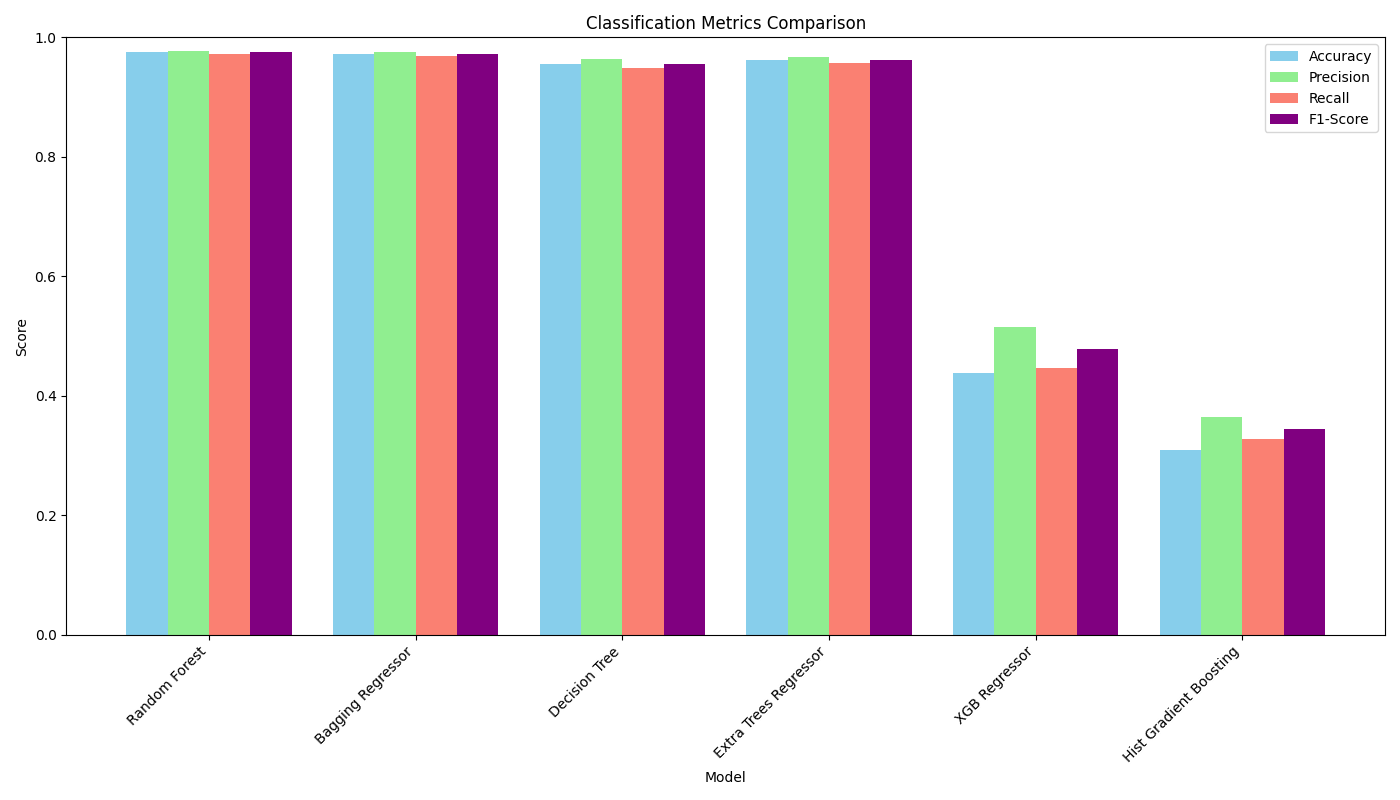 Classification Metrics Comparison
1.0
0.8
0.6
0.4
0.2
0.0
Score
Accuracy
Precision
Recall
F1-Score
Random Forest
Bagging Regressor
Decision Tree
Extra Trees Regressor
XGB Regressor
Hist Gradient Boosting
Model